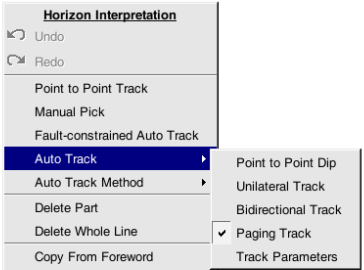 Horizon Interpretation
Undo
Redo
Point to Point Track
Manual Pick
Fault-constrained Auto Track
Auto Track
Auto Track Method
Delete Part
Delete Whole Line
Copy From Foreword
Point to Point Dip
Unilateral Track
Bidirectional Track
Paging Track
Track Parameters